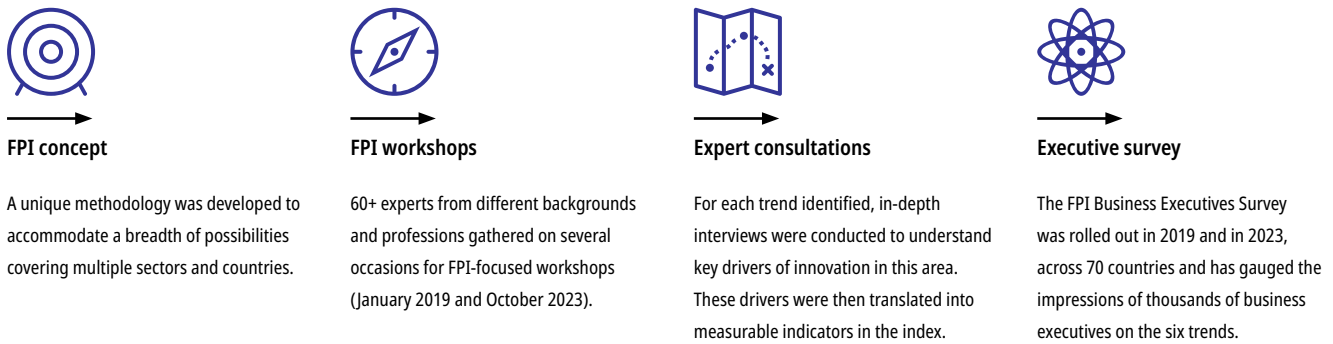 FPI concept
A unique methodology was developed to
accommodate a breadth of possibilities
covering multiple sectors and countries.
FPI workshops
60+ experts from different backgrounds
and professions gathered on several
occasions for FPI-focused workshops
(January 2019 and October 2023).
Expert consultations
For each trend identified, in-depth
interviews were conducted to understand
key drivers of innovation in this area.
These drivers were then translated into
measurable indicators in the index.
Executive survey
The FPI Business Executives Survey
was rolled out in 2019 and in 2023,
across 70 countries and has gauged the
impressions of thousands of business
executives on the six trends.